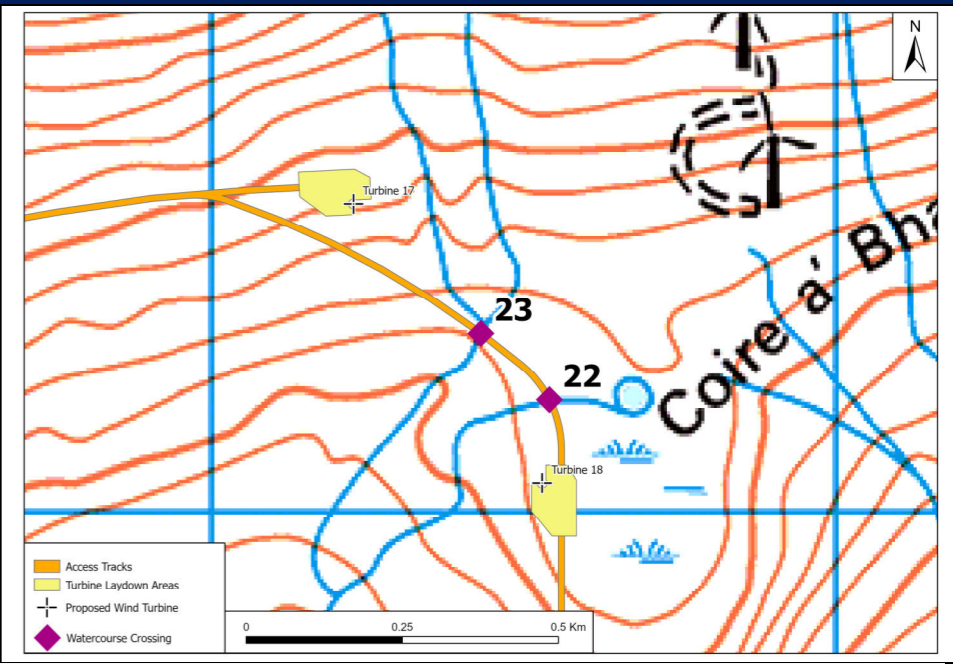 N
Turbine 17
23
22
Coire a' Bha
Turbine 18
Access Tracks
Turbine Laydown Areas
Proposed Wind Turbine
Watercourse Crossing
0 0.25 0.5 Km